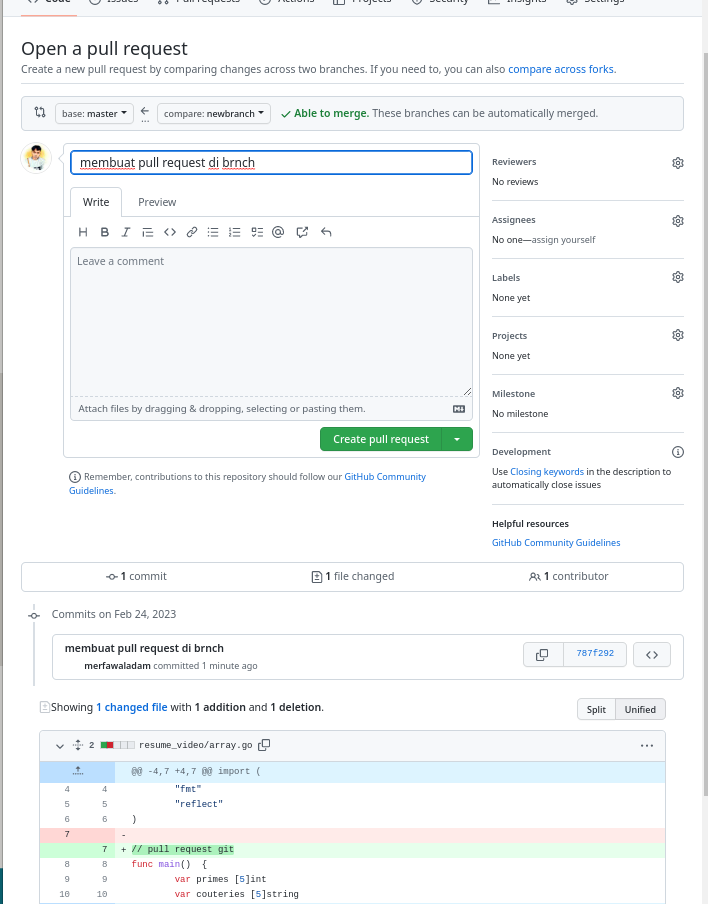 Code Issues Pull requests Actions Projects Security Insights Settings
Open a pull request
Create a new pull request by comparing changes across two branches. If you need to, you can also compare across forks.
base: master ← ... compare: newbranch ✓ Able to merge. These branches can be automatically merged.
membuat pull request di brnch
Write Preview
H B I
Leave a comment
Attach files by dragging & dropping, selecting or pasting them.
Create pull request
Remember, contributions to this repository should follow our GitHub Community
Guidelines.
Reviewers
No reviews
Assignees
No one—assign yourself
Labels
None yet
Projects
None yet
Milestone
No milestone
Development
Use Closing keywords in the description to
automatically close issues
Helpful resources
GitHub Community Guidelines
1 commit 1 file changed 1 contributor
Commits on Feb 24, 2023
membuat pull request di brnch
merfawaladam committed 1 minute ago
787f292
Showing 1 changed file with 1 addition and 1 deletion.
Split Unified
2 resume_video/array.go
@@ -4,7 +4,7 @@ import (
4 4 "fmt"
5 5 "reflect"
6 6 )
7 -
7 + // pull request git
8 8 func main() {
9 9 var primes [5]int
10 10 var couteries [5]string